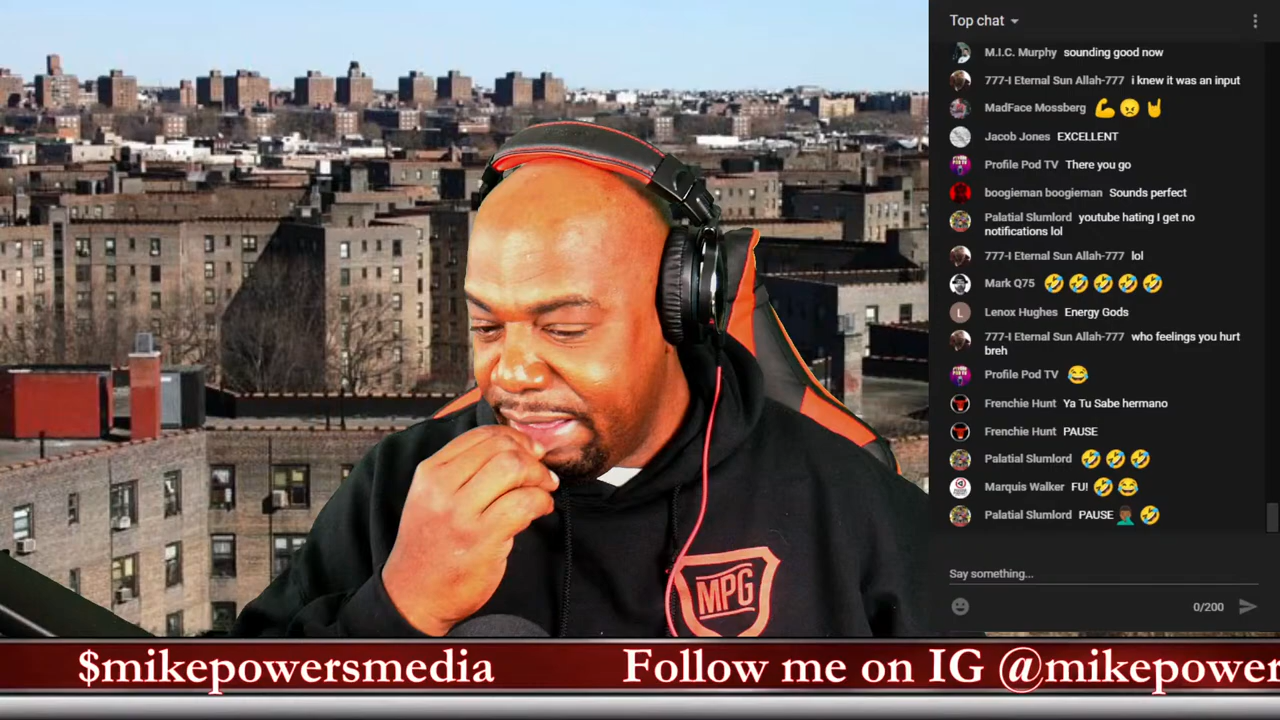 Top chat
M.I.C. Murphy sounding good now
777-I Eternal Sun Allah-777 i knew it was an input
MadFace Mossberg 💪😠🤘
Jacob Jones EXCELLENT
Profile Pod TV There you go
boogieman boogieman Sounds perfect
Palatial Slumlord youtube hating I get no
notifications lol
777-I Eternal Sun Allah-777 lol
Mark Q75 🤣🤣🤣🤣🤣
L Lenox Hughes Energy Gods
777-I Eternal Sun Allah-777 who feelings you hurt
breh
Profile Pod TV 😂
Frenchie Hunt Ya Tu Sabe hermano
Frenchie Hunt PAUSE
Palatial Slumlord 🤣🤣🤣
Marquis Walker FU! 🤣😂
Palatial Slumlord PAUSE 🤦🏾‍♂️🤣
Say something...
0/200
MPG
$mikepowersmedia Follow me on IG @mikepower